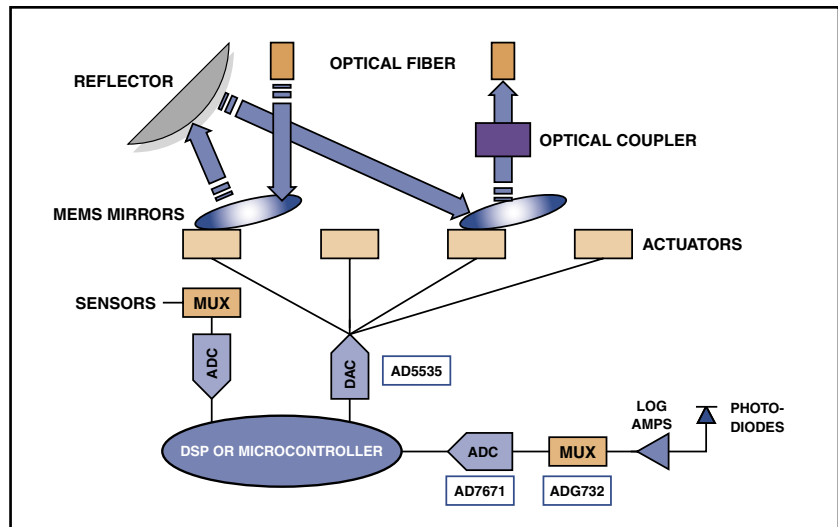 OPTICAL FIBER
REFLECTOR
OPTICAL COUPLER
MEMS MIRRORS
ACTUATORS
SENSORS
MUX
ADC
DAC
AD5535
LOG
AMPS
PHOTO-
DIODES
DSP OR MICROCONTROLLER
ADC
MUX
AD7671
ADG732